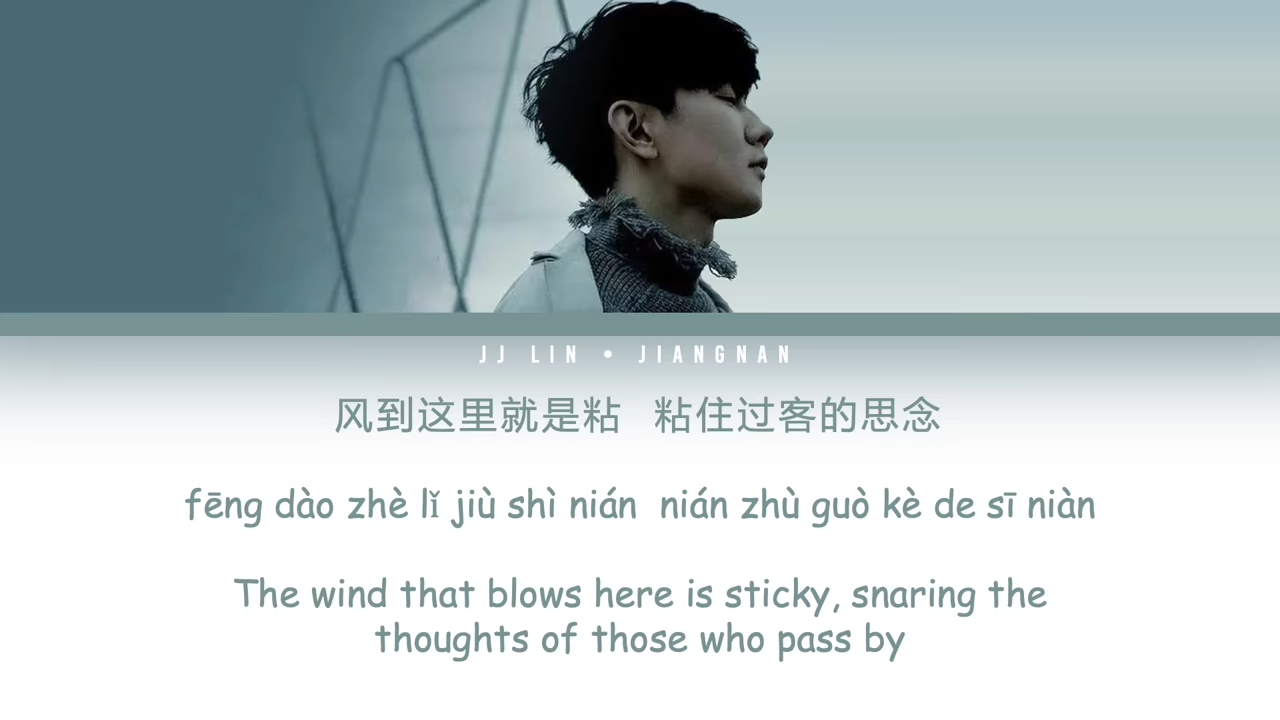 JJ LIN • JIANGNAN
风到这里就是粘 粘住过客的思念
fēng dào zhè lǐ jiù shì nián nián zhù guò kè de sī niàn
The wind that blows here is sticky, snaring the
thoughts of those who pass by